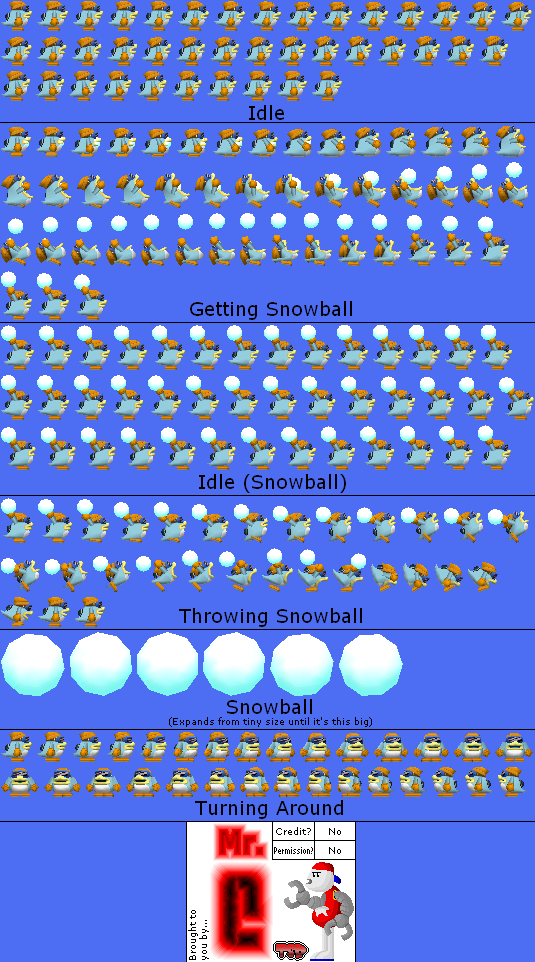 Idle
Getting Snowball
Idle (Snowball)
Throwing Snowball
Snowball
(Expands from tiny size until it's this big)
Turning Around
Brought to
you by...
Mr.
C
Credit? No
Permission? No